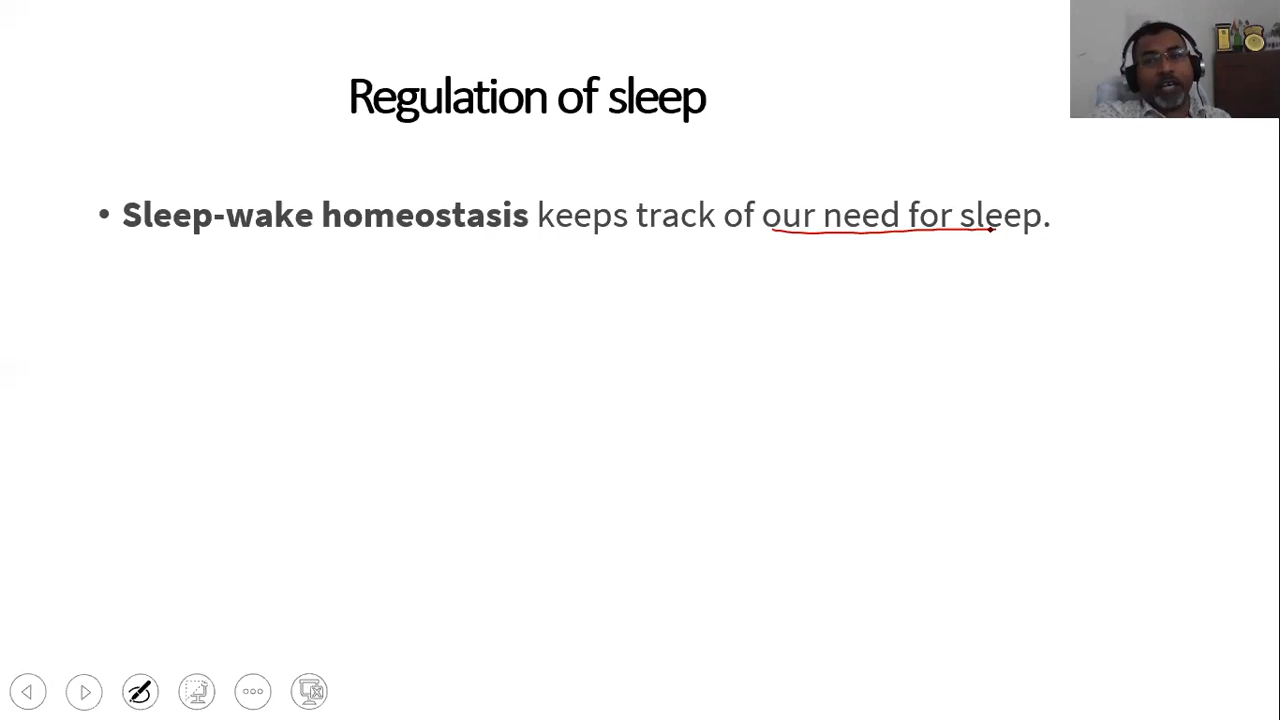 Regulation of sleep
• Sleep-wake homeostasis keeps track of our need for sleep.